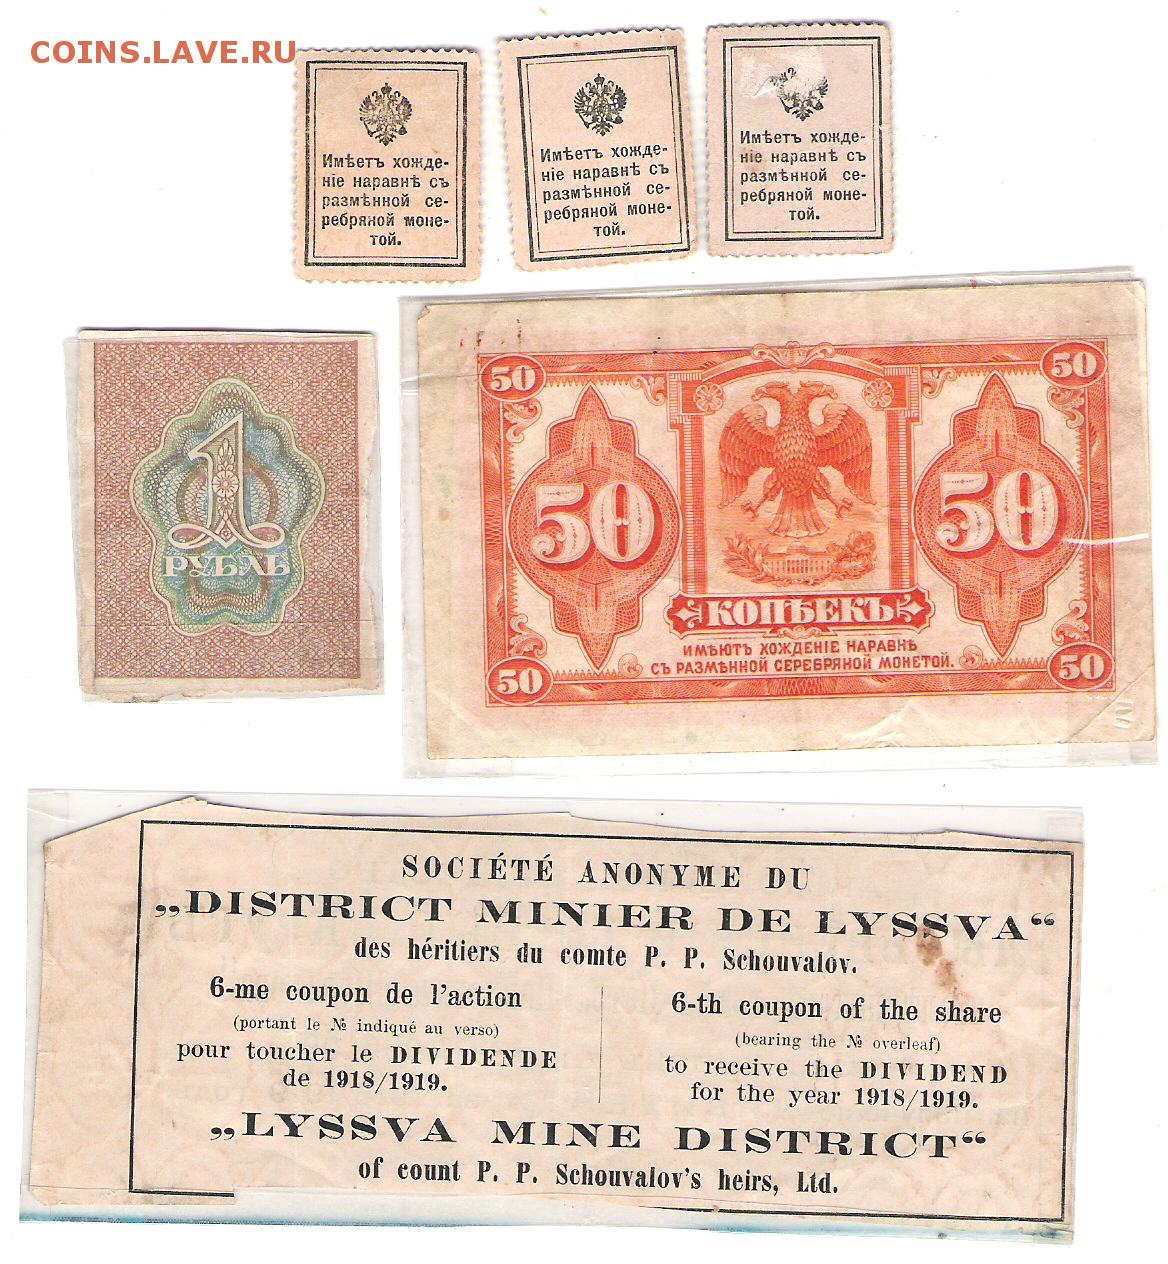 COINS.LAVE.RU
Имѣетъ хожде-
ніе наравнѣ съ
размѣнной се-
ребряной моне-
той.
Имѣетъ хожде-
ніе наравнѣ съ
размѣнной се-
ребряной моне-
той.
Имѣетъ хожде-
ніе наравнѣ съ
размѣнной се-
ребряной моне-
той.
1
РУБЛЬ
50 50
50 50
КОПѢЕКЪ
ИМѢЮТЪ ХОЖДЕНІЕ НАРАВНѢ
СЪ РАЗМѢННОЙ СЕРЕБРЯНОЙ МОНЕТОЙ.
50 50
SOCIÉTÉ ANONYME DU
„DISTRICT MINIER DE LYSSVA“
des héritiers du comte P. P. Schouvalov.
6-me coupon de l'action
(portant le № indiqué au verso)
pour toucher le DIVIDENDE
de 1918/1919.
6-th coupon of the share
(bearing the № overleaf)
to receive the DIVIDEND
for the year 1918/1919.
„LYSSVA MINE DISTRICT“
of count P. P. Schouvalov's heirs, Ltd.